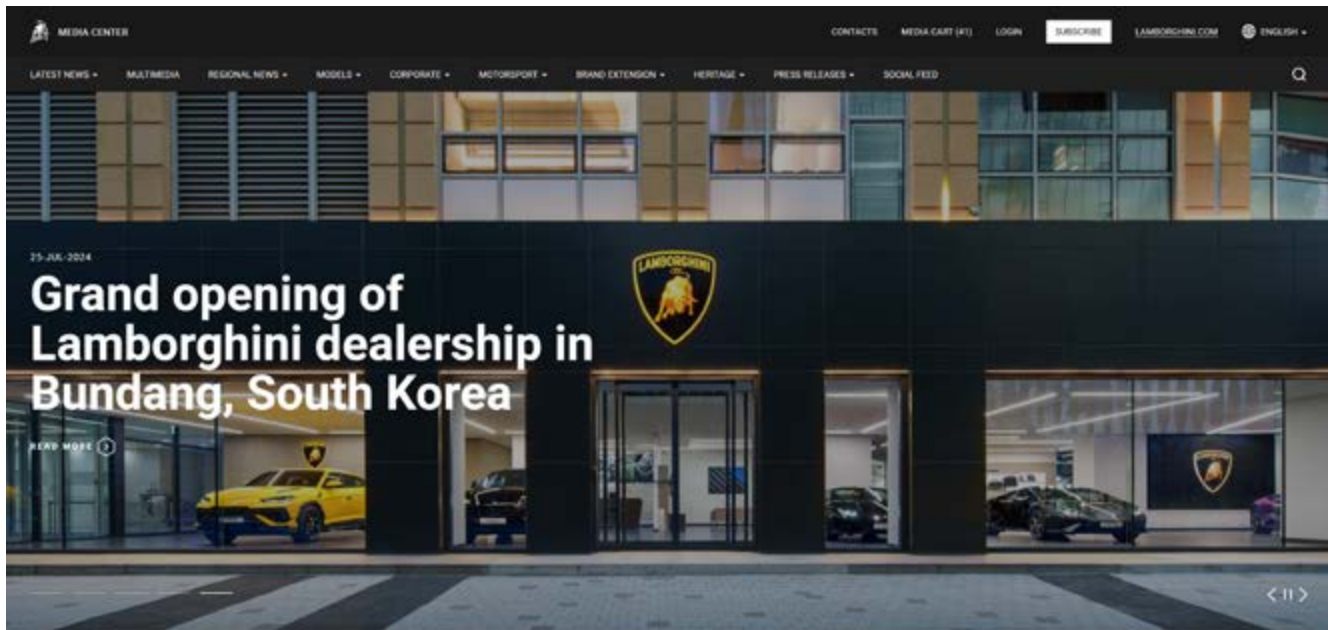 MEDIA CENTER
CONTACTS MEDIA CART (41) LOGIN SUBSCRIBE LAMBORGHINI.COM ENGLISH
LATEST NEWS MULTIMEDIA REGIONAL NEWS MODELS CORPORATE MOTORSPORT BRAND EXTENSION HERITAGE PRESS RELEASES SOCIAL FEED
25-JUL-2024
Grand opening of
Lamborghini dealership in
Bundang, South Korea
READ MORE
LAMBORGHINI